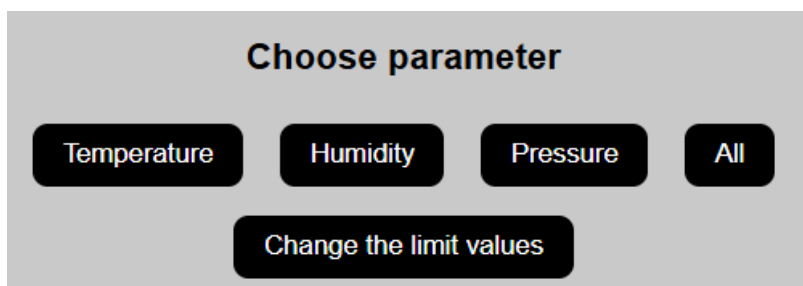 Choose parameter
Temperature Humidity Pressure All
Change the limit values